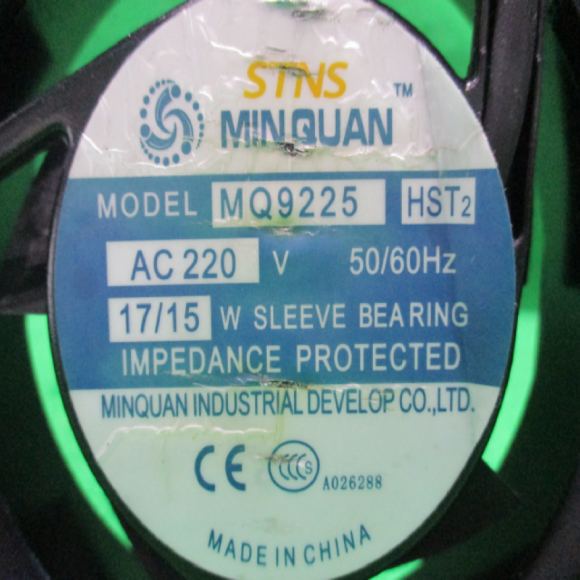 STNS
MINQUAN ™
MODEL MQ9225 HST2
AC 220 V 50/60Hz
17/15 W SLEEVE BEARING
IMPEDANCE PROTECTED
MINQUAN INDUSTRIAL DEVELOP CO.,LTD.
CE CCC S A026288
MADE IN CHINA